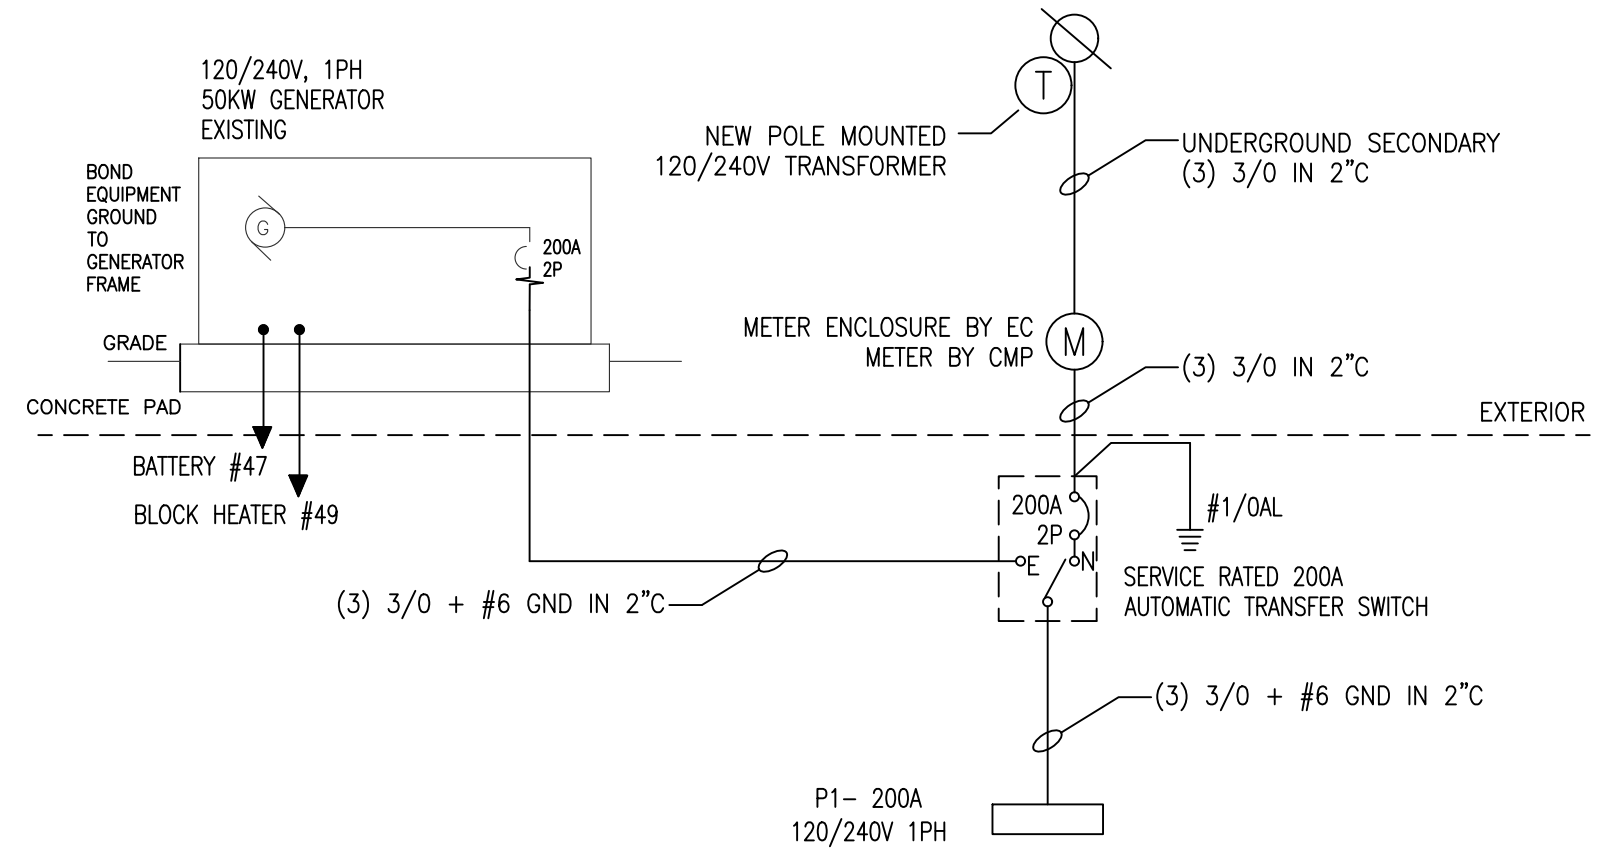 120/240V, 1PH
50KW GENERATOR
EXISTING
BOND
EQUIPMENT
GROUND
TO
GENERATOR
FRAME
G
200A
2P
GRADE
CONCRETE PAD
BATTERY #47
BLOCK HEATER #49
T
NEW POLE MOUNTED
120/240V TRANSFORMER
UNDERGROUND SECONDARY
(3) 3/0 IN 2"C
METER ENCLOSURE BY EC
METER BY CMP
M
(3) 3/0 IN 2"C
EXTERIOR
200A
2P
E
N
#1/0AL
SERVICE RATED 200A
AUTOMATIC TRANSFER SWITCH
(3) 3/0 + #6 GND IN 2"C
(3) 3/0 + #6 GND IN 2"C
P1- 200A
120/240V 1PH